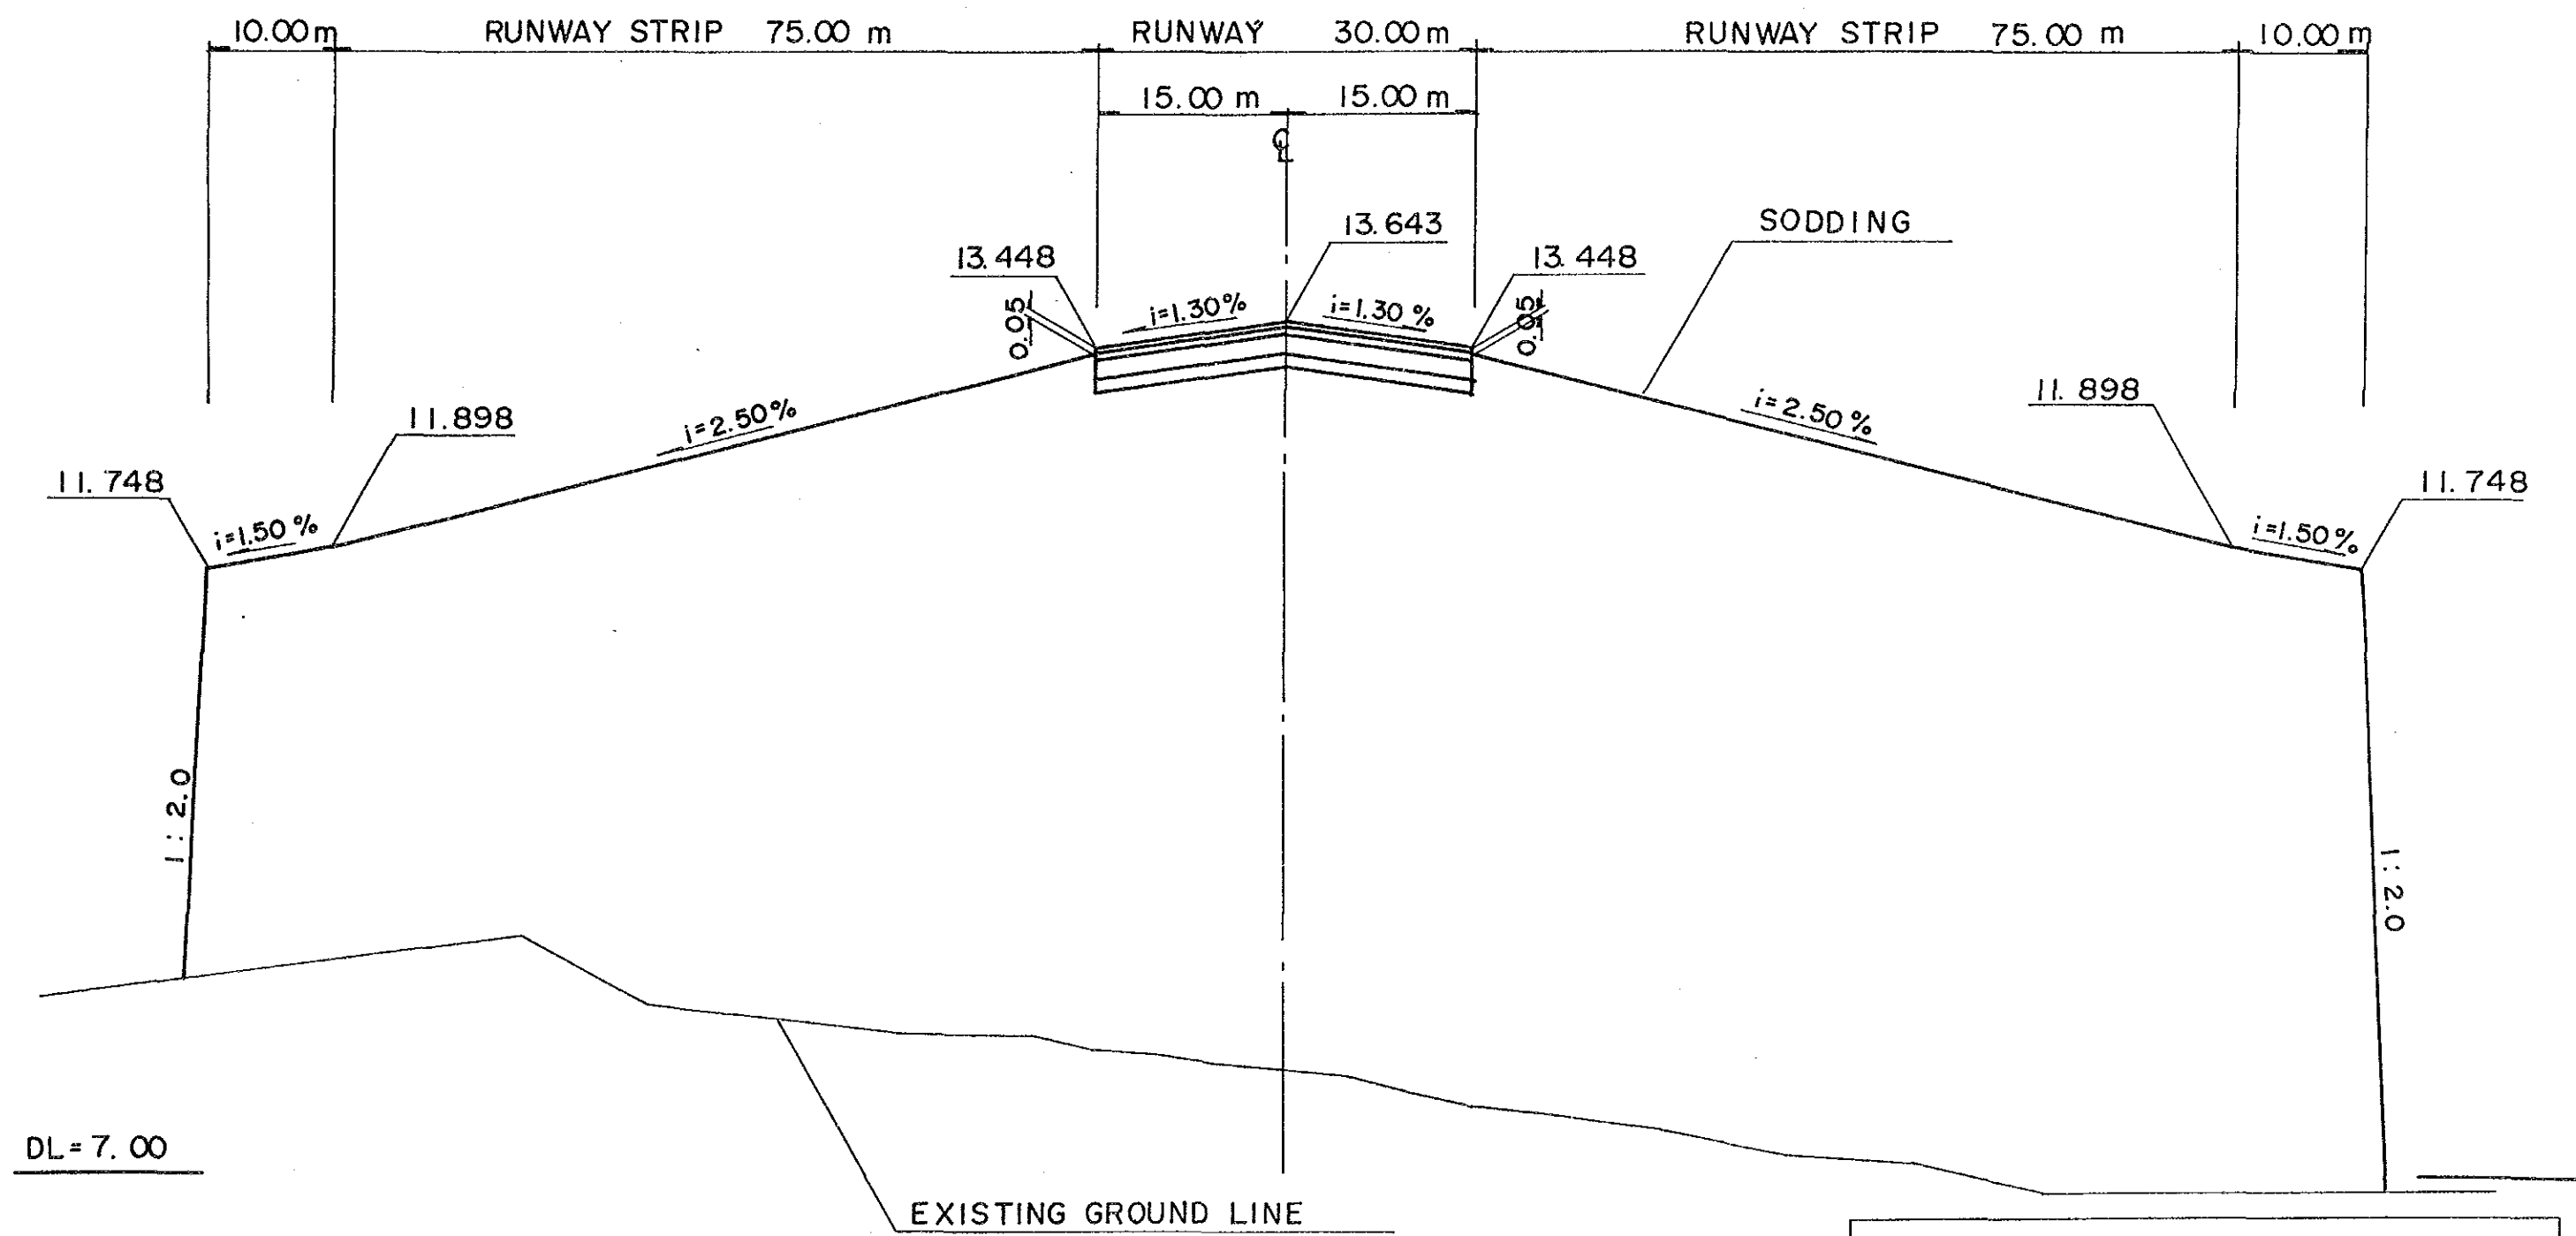 10.00 m RUNWAY STRIP 75.00 m RUNWAY 30.00 m RUNWAY STRIP 75.00 m 10.00 m
15.00 m 15.00 m
℄
13.643
SODDING
13.448
13.448
0.05
i=1.30%
i=1.30%
0.05
11.898
i=2.50%
i=2.50%
11.898
11.748
11.748
i=1.50%
i=1.50%
1:2.0
1:2.0
DL=7.00
EXISTING GROUND LINE